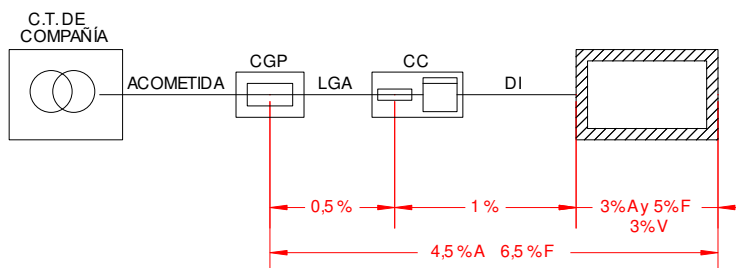 C.T. DE
COMPAÑÍA
CGP
CC
ACOMETIDA
LGA
DI
0,5 %
1 %
3%A y 5%F
3%V
4,5 %A 6,5 %F